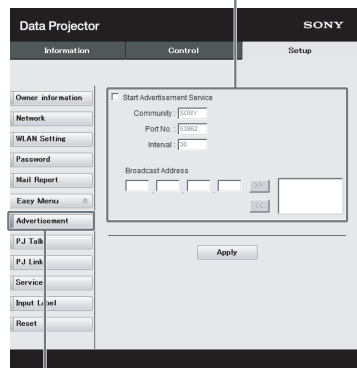 Data Projector
SONY
Information
Control
Setup
Owner information
Network
WLAN Setting
Password
Mail Report
Easy Menu
Advertisement
PJ Talk
PJ Link
Service
Input Label
Reset
Start Advertisement Service
Community: SONY
Port No.: 53862
Interval: 30
Broadcast Address
>>
<<
Apply